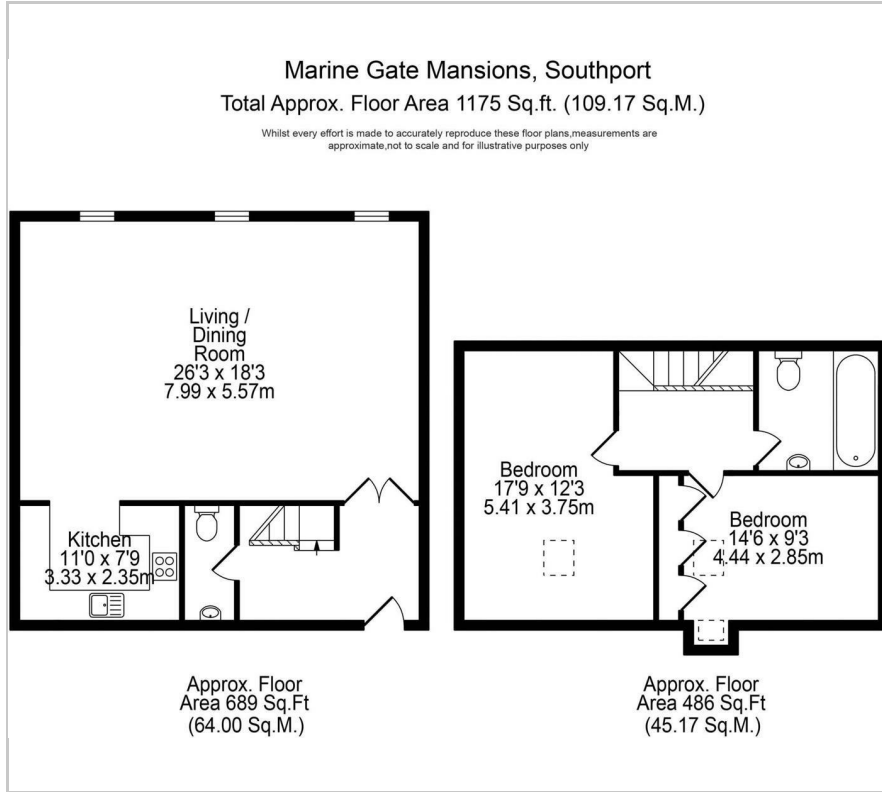 Marine Gate Mansions, Southport
Total Approx. Floor Area 1175 Sq.ft. (109.17 Sq.M.)
Whilst every effort is made to accurately reproduce these floor plans,measurements are
approximate,not to scale and for illustrative purposes only
Living /
Dining
Room
26'3 x 18'3
7.99 x 5.57m
Kitchen
11'0 x 7'9
3.33 x 2.35m
Approx. Floor
Area 689 Sq.Ft
(64.00 Sq.M.)
Bedroom
17'9 x 12'3
5.41 x 3.75m
Bedroom
14'6 x 9'3
4.44 x 2.85m
Approx. Floor
Area 486 Sq.Ft
(45.17 Sq.M.)